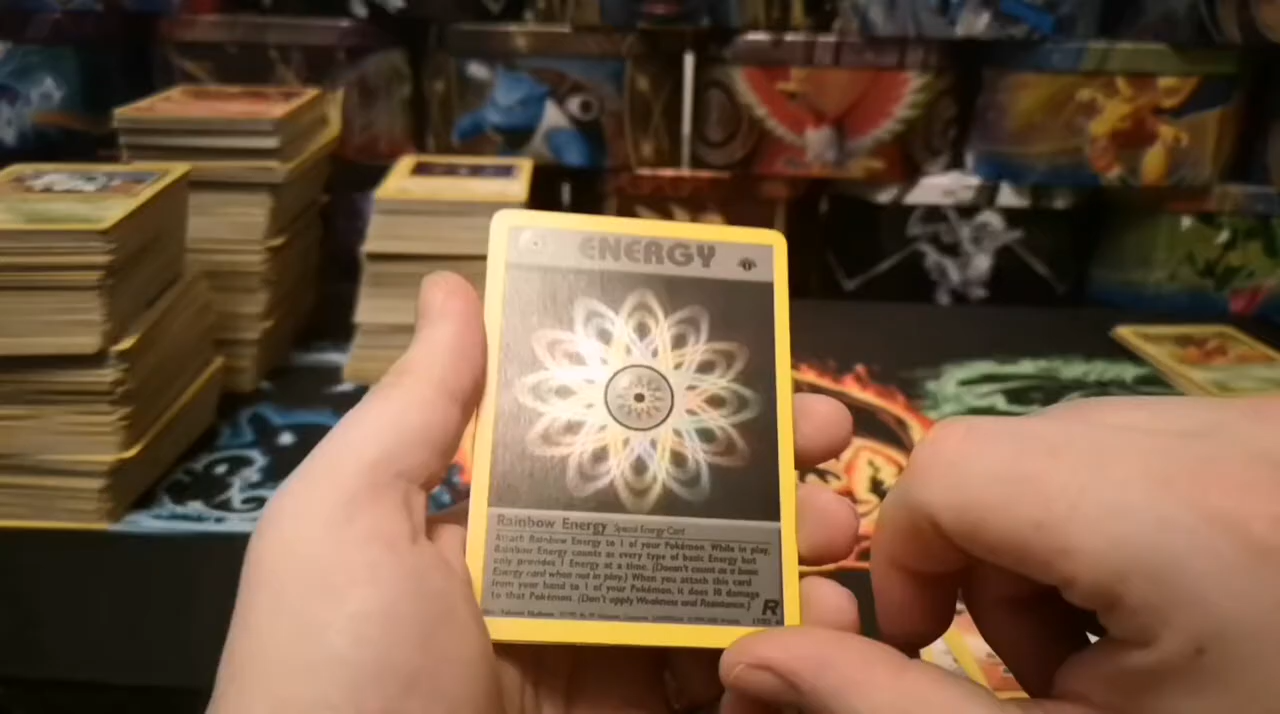 ENERGY
Rainbow Energy Special Energy Card
Attach Rainbow Energy to 1 of your Pokémon. While in play,
Rainbow Energy counts as every type of basic Energy but
only provides 1 Energy at a time. (Doesn't count as a basic
Energy card when not in play.) When you attach this card
from your hand to 1 of your Pokémon, it does 10 damage
to that Pokémon. (Don't apply Weakness and Resistance.)
R